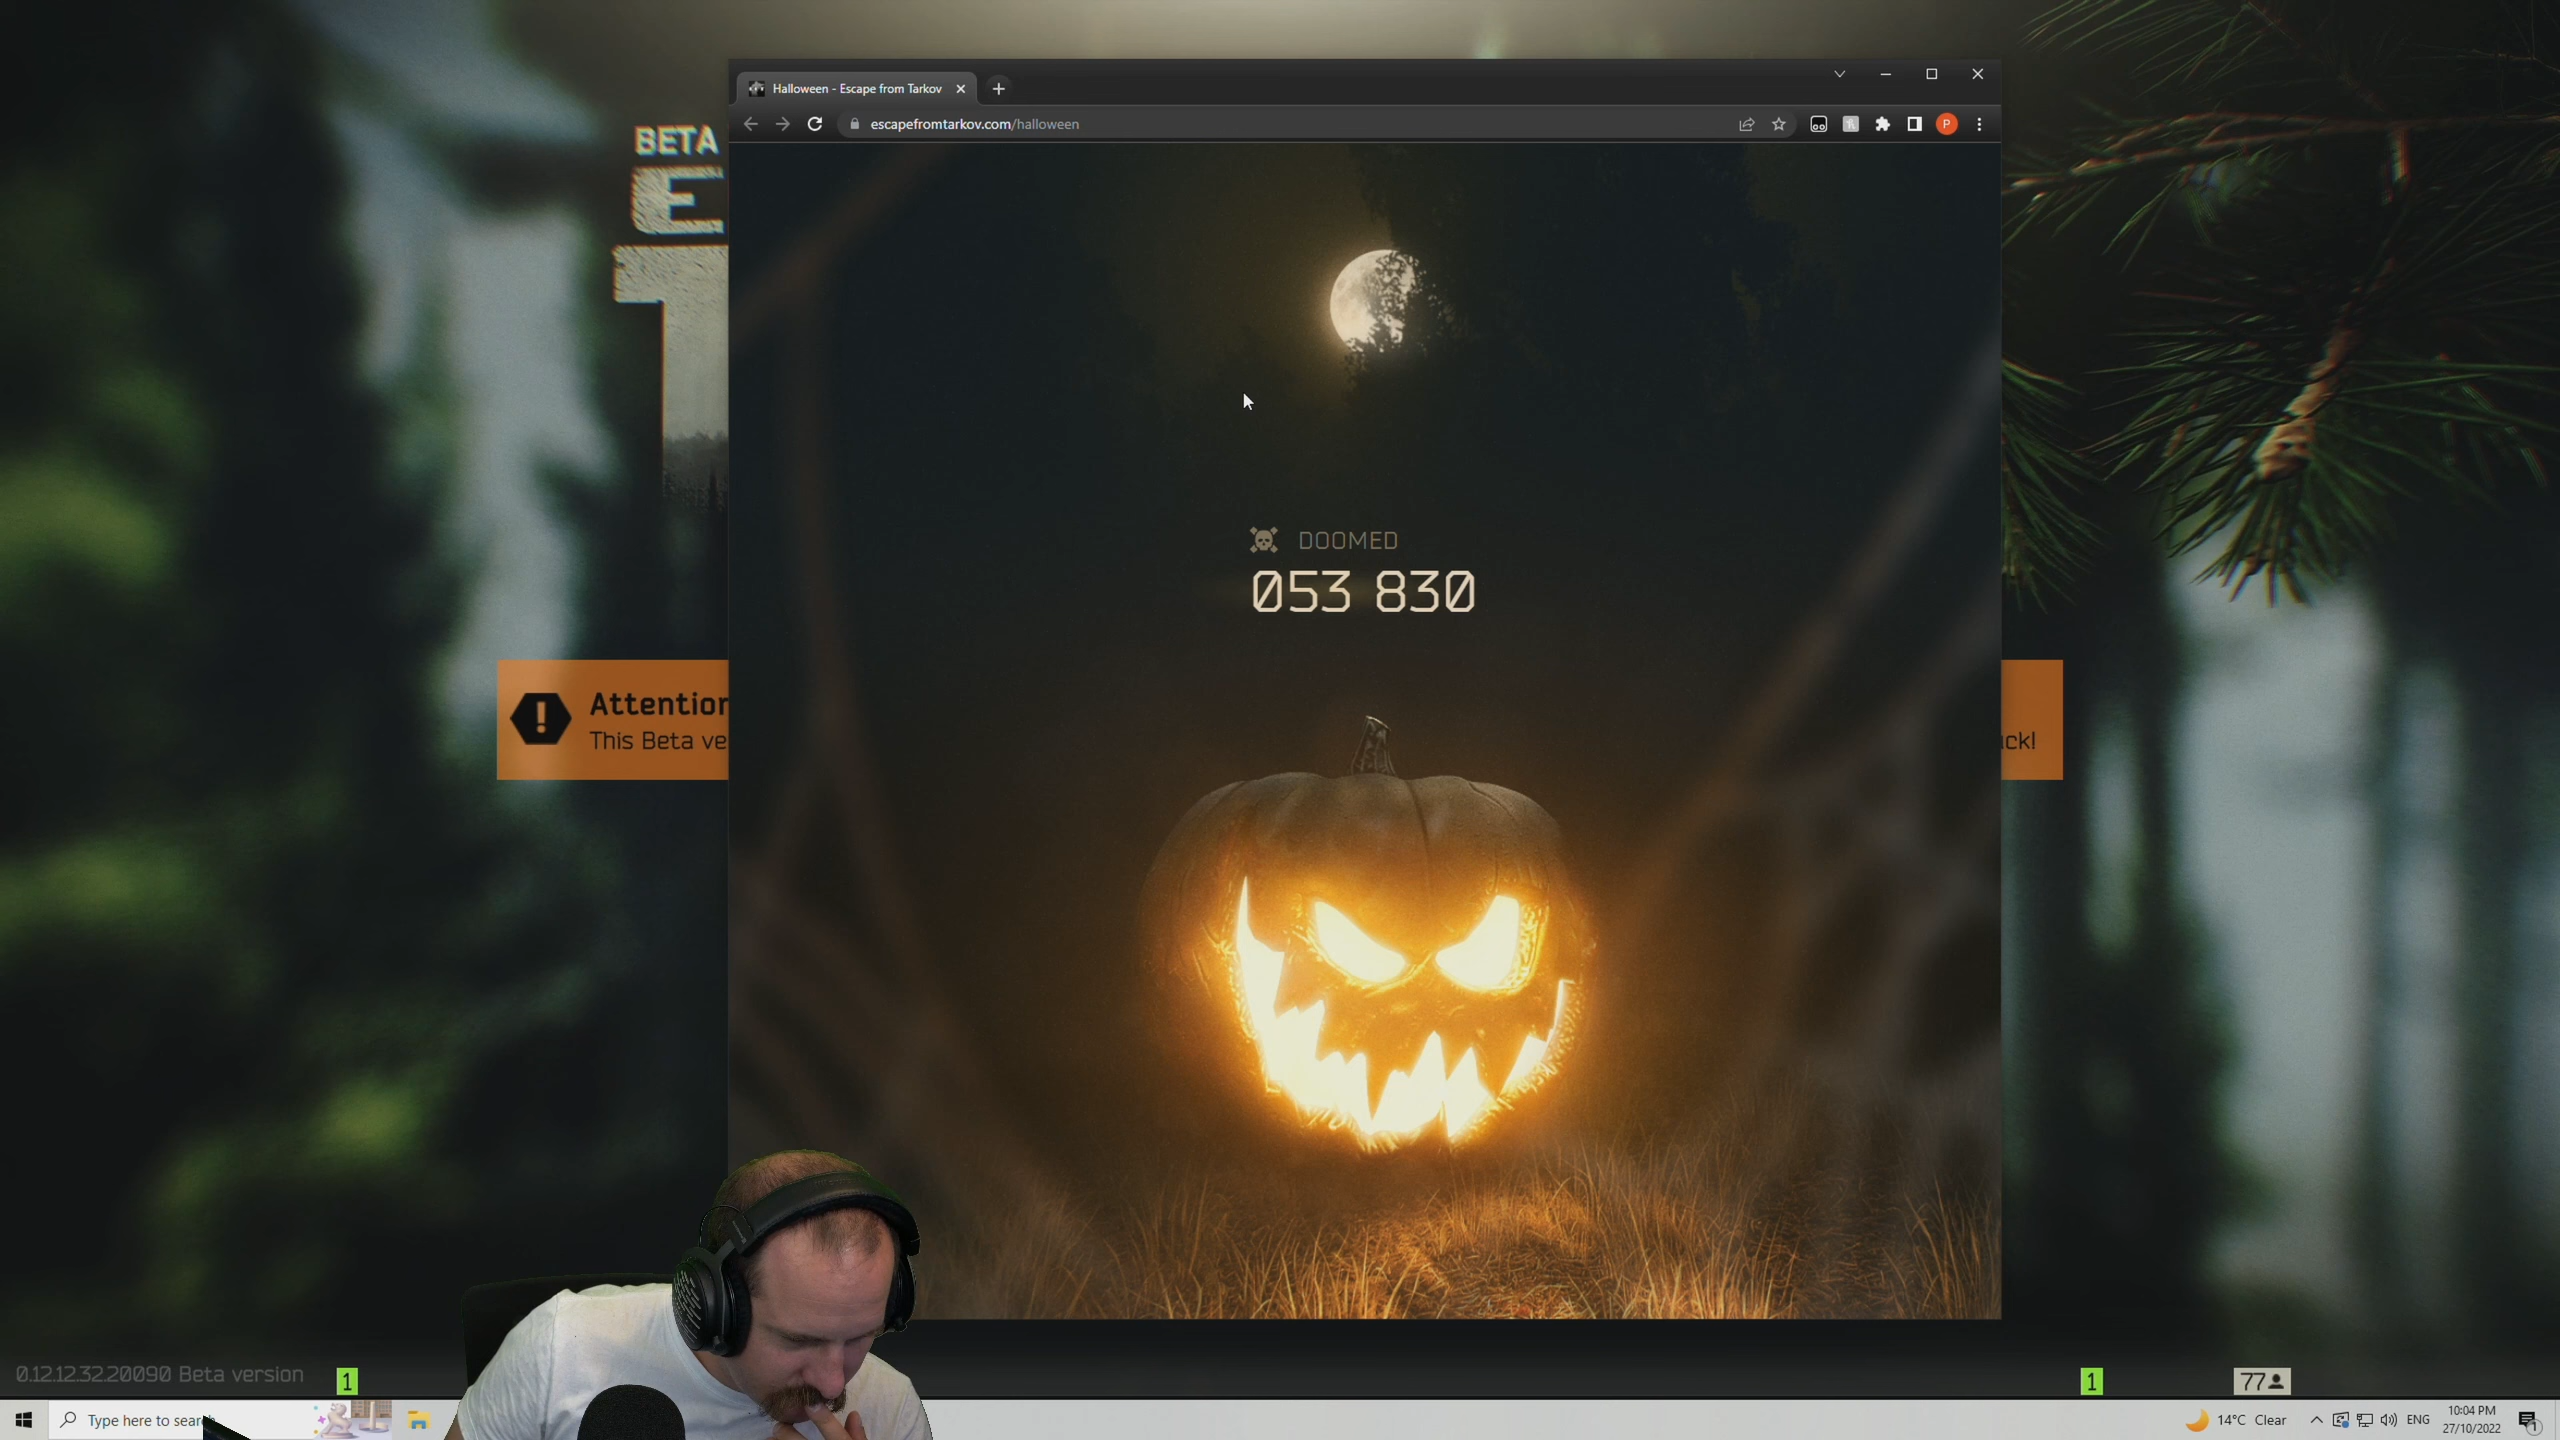 Halloween - Escape from Tarkov
escapefromtarkov.com/halloween
P
BETA
E
T
DOOMED
053 830
Attention
This Beta ve
ck!
0.12.12.32.20090 Beta version
1
1
77
Type here to search
14°C Clear
ENG
10:04 PM
27/10/2022
1